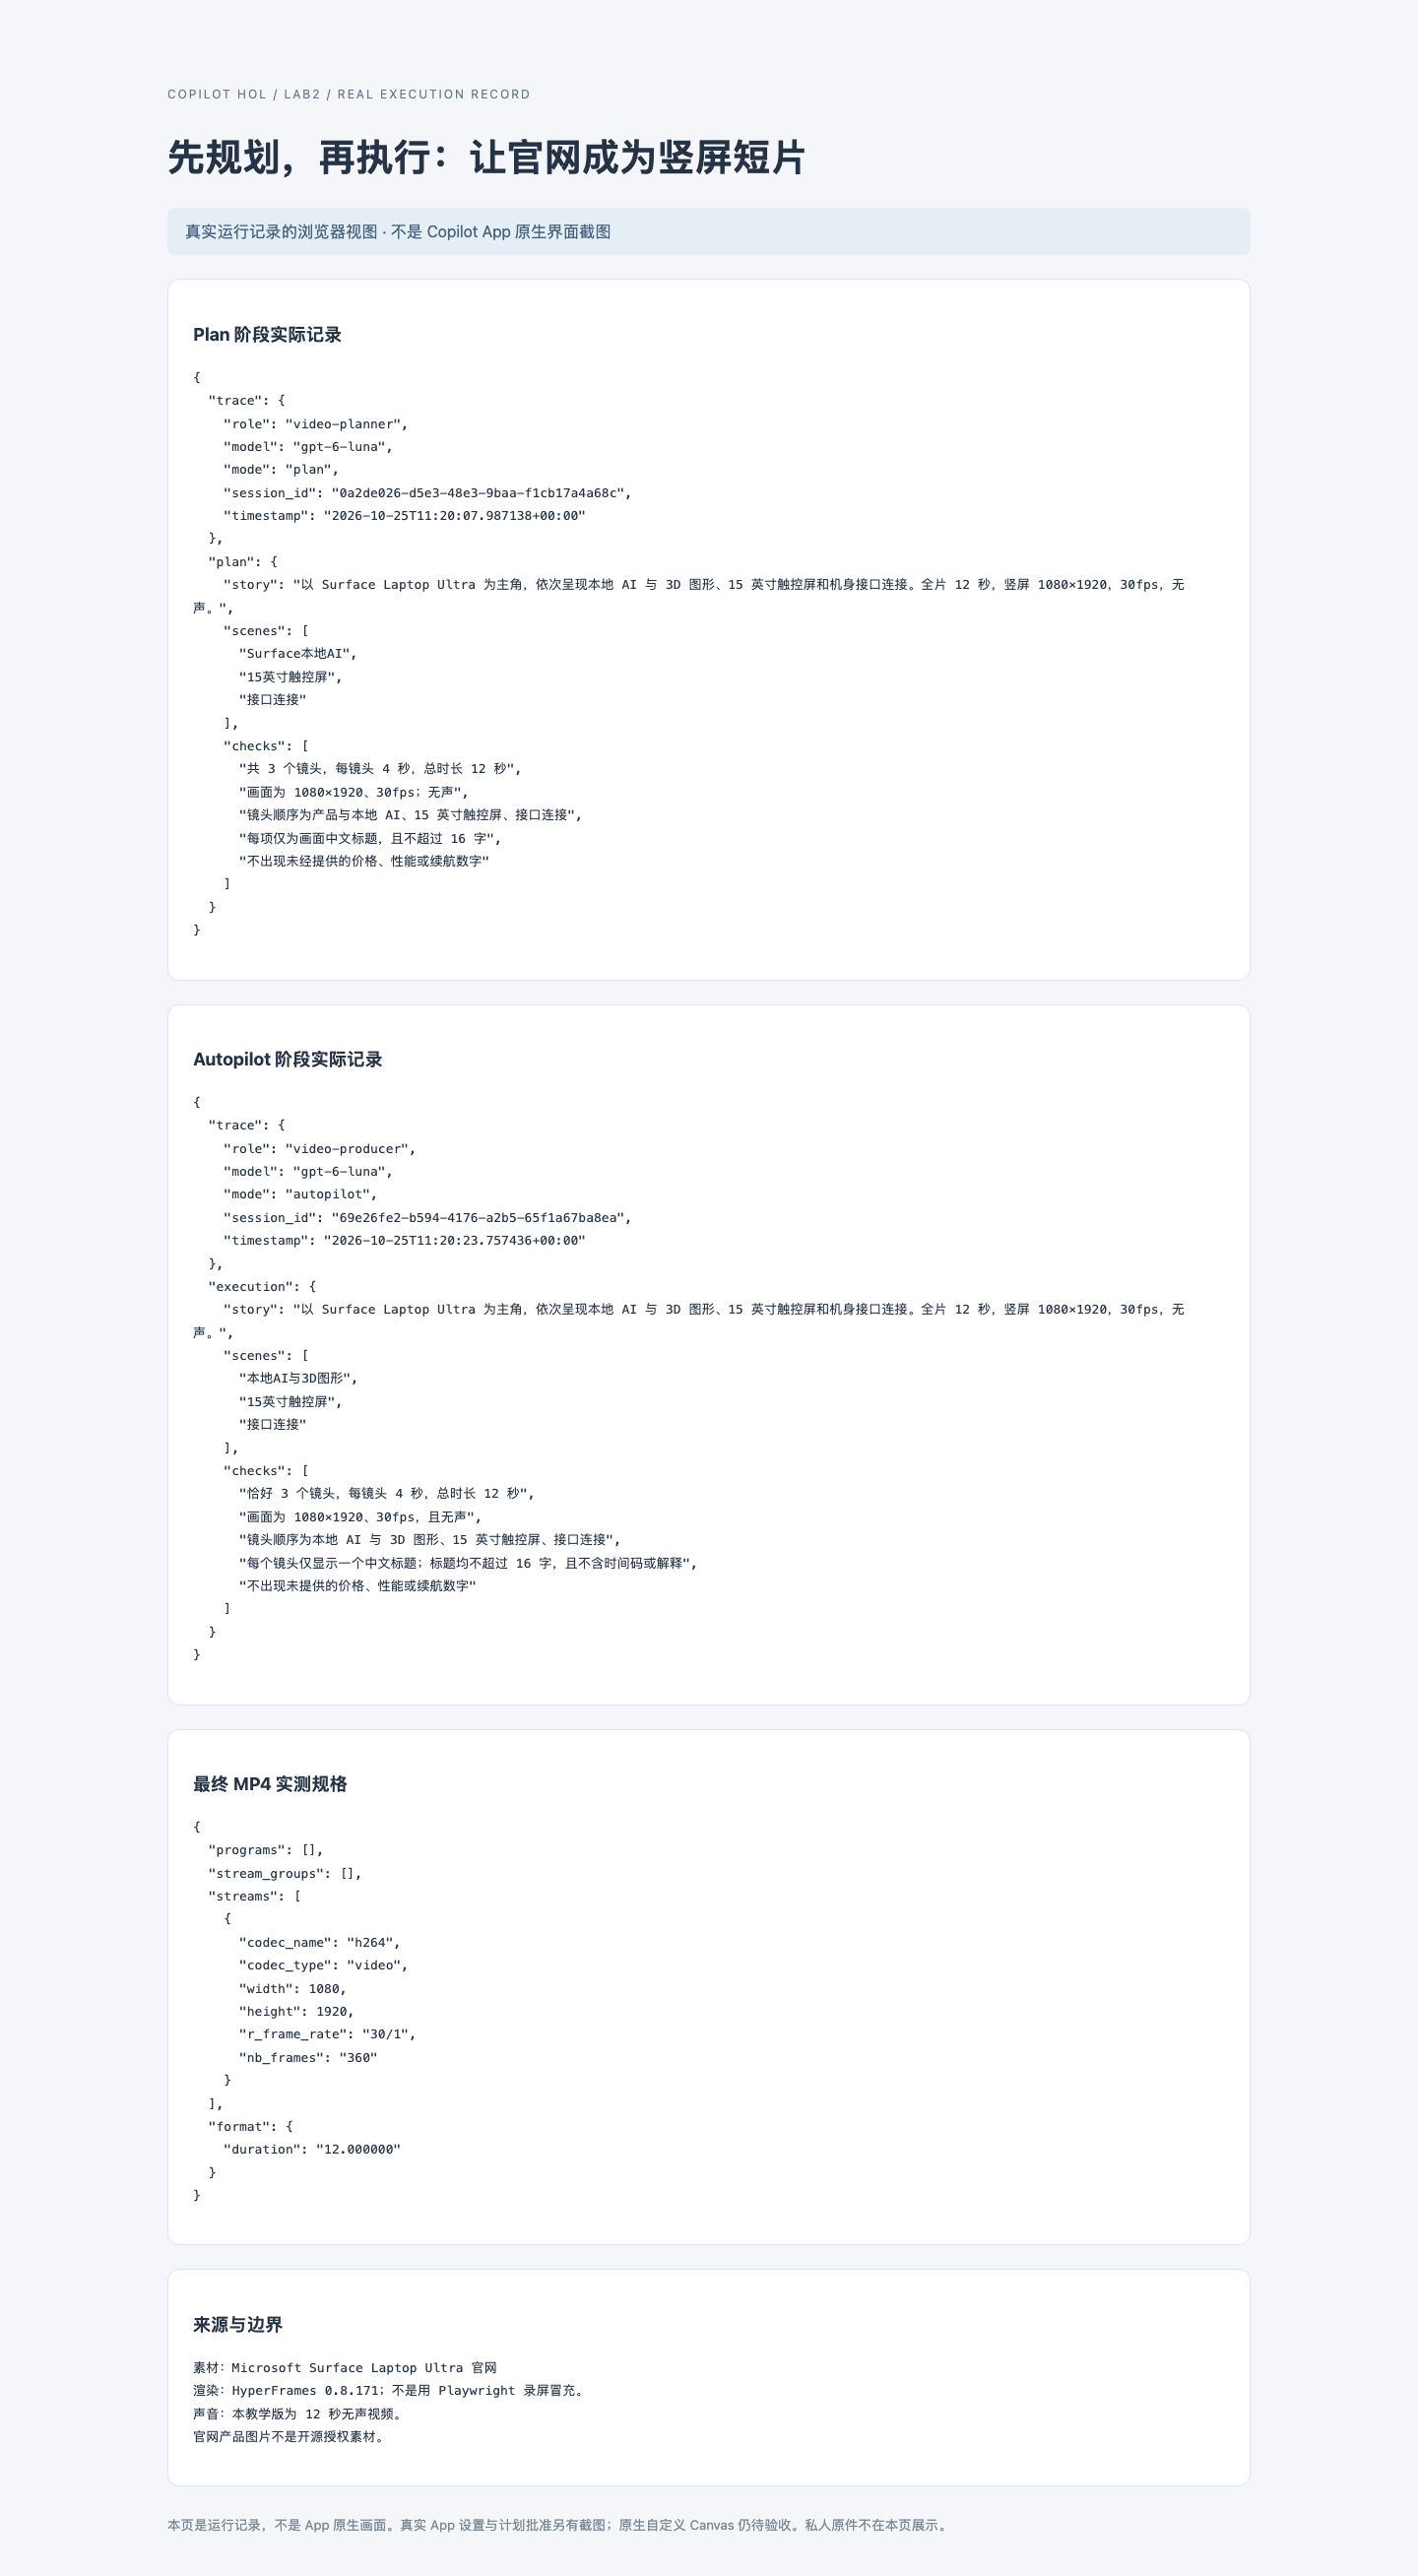 COPILOT HOL / LAB2 / REAL EXECUTION RECORD
先规划，再执行：让官网成为竖屏短片
真实运行记录的浏览器视图 · 不是 Copilot App 原生界面截图
Plan 阶段实际记录
{
  "trace": {
    "role": "video-planner",
    "model": "gpt-6-luna",
    "mode": "plan",
    "session_id": "0a2de026-d5e3-48e3-9baa-f1cb17a4a68c",
    "timestamp": "2026-10-25T11:20:07.987138+00:00"
  },
  "plan": {
    "story": "以 Surface Laptop Ultra 为主角，依次呈现本地 AI 与 3D 图形、15 英寸触控屏和机身接口连接。全片 12 秒，竖屏 1080×1920，30fps，无
声。",
    "scenes": [
      "Surface本地AI",
      "15英寸触控屏",
      "接口连接"
    ],
    "checks": [
      "共 3 个镜头，每镜头 4 秒，总时长 12 秒",
      "画面为 1080×1920、30fps；无声",
      "镜头顺序为产品与本地 AI、15 英寸触控屏、接口连接",
      "每项仅为画面中文标题，且不超过 16 字",
      "不出现未经提供的价格、性能或续航数字"
    ]
  }
}
Autopilot 阶段实际记录
{
  "trace": {
    "role": "video-producer",
    "model": "gpt-6-luna",
    "mode": "autopilot",
    "session_id": "69e26fe2-b594-4176-a2b5-65f1a67ba8ea",
    "timestamp": "2026-10-25T11:20:23.757436+00:00"
  },
  "execution": {
    "story": "以 Surface Laptop Ultra 为主角，依次呈现本地 AI 与 3D 图形、15 英寸触控屏和机身接口连接。全片 12 秒，竖屏 1080×1920，30fps，无
声。",
    "scenes": [
      "本地AI与3D图形",
      "15英寸触控屏",
      "接口连接"
    ],
    "checks": [
      "恰好 3 个镜头，每镜头 4 秒，总时长 12 秒",
      "画面为 1080×1920、30fps，且无声",
      "镜头顺序为本地 AI 与 3D 图形、15 英寸触控屏、接口连接",
      "每个镜头仅显示一个中文标题；标题均不超过 16 字，且不含时间码或解释",
      "不出现未提供的价格、性能或续航数字"
    ]
  }
}
最终 MP4 实测规格
{
  "programs": [],
  "stream_groups": [],
  "streams": [
    {
      "codec_name": "h264",
      "codec_type": "video",
      "width": 1080,
      "height": 1920,
      "r_frame_rate": "30/1",
      "nb_frames": "360"
    }
  ],
  "format": {
    "duration": "12.000000"
  }
}
来源与边界
素材：Microsoft Surface Laptop Ultra 官网
渲染：HyperFrames 0.8.171；不是用 Playwright 录屏冒充。
声音：本教学版为 12 秒无声视频。
官网产品图片不是开源授权素材。
本页是运行记录，不是 App 原生画面。真实 App 设置与计划批准另有截图；原生自定义 Canvas 仍待验收。私人原件不在本页展示。